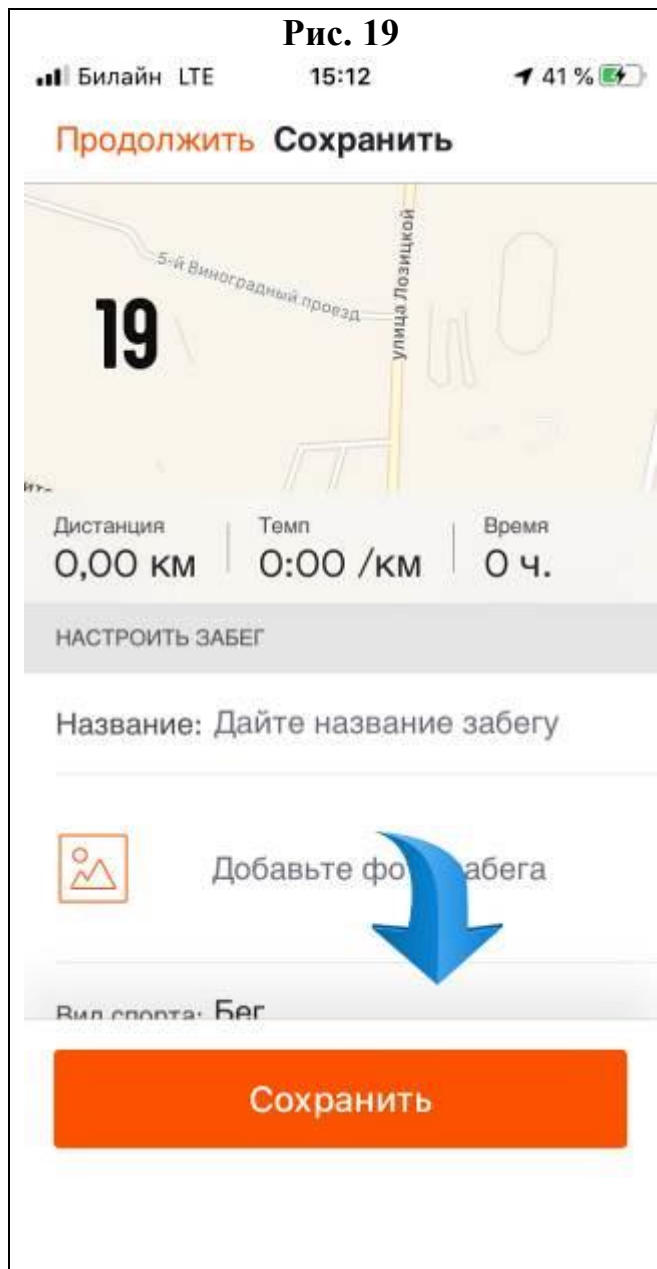 Рис. 19
Билайн LTE 15:12 41 %
Продолжить Сохранить
улица Лозицкой
5-й Виноградный проезд
19
Дистанция Темп Время
0,00 км 0:00 /км 0 ч.
НАСТРОИТЬ ЗАБЕГ
Название: Дайте название забегу
Добавьте фо абега
Вид спорта: Бег
Сохранить